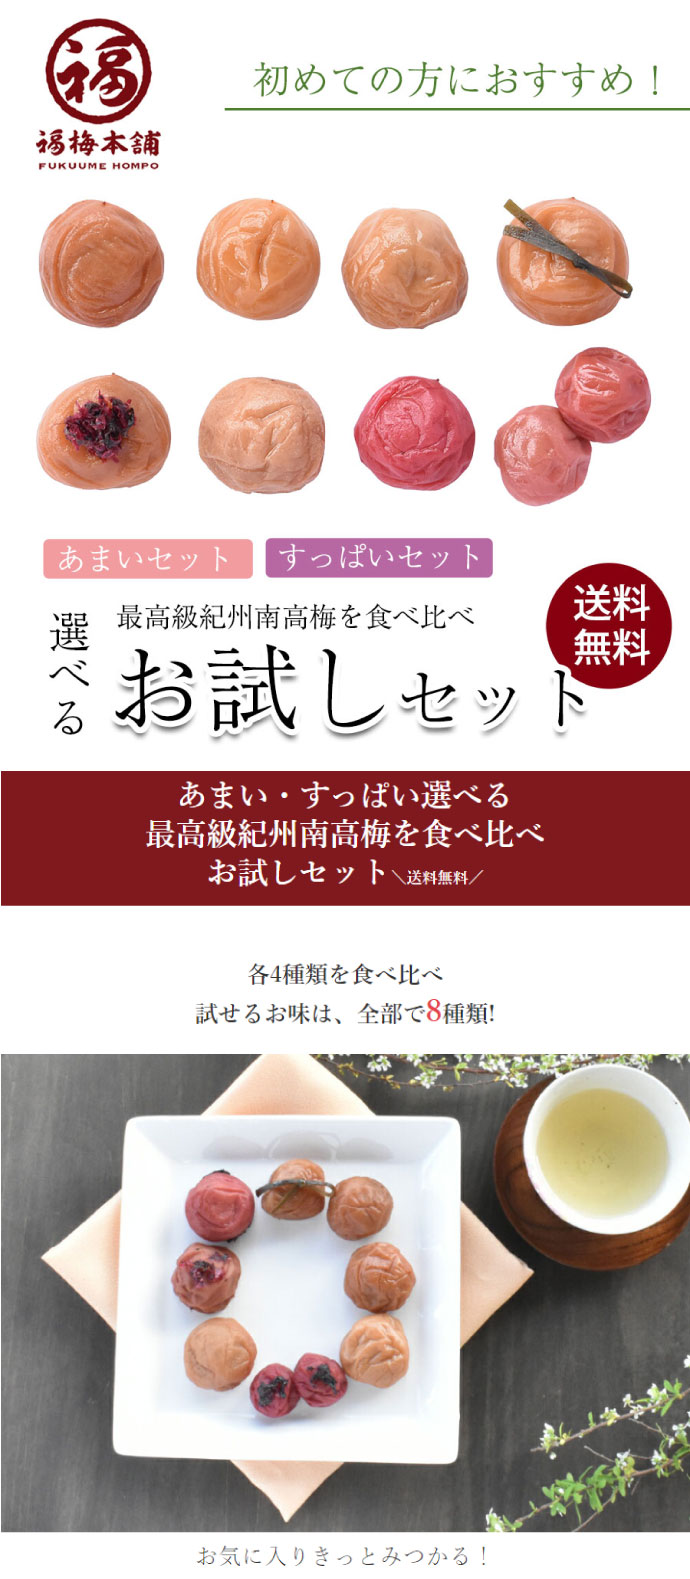 福
福梅本舗
FUKUUME HOMPO
初めての方におすすめ！
あまいセット
すっぱいセット
送料
無料
選べる
最高級紀州南高梅を食べ比べ
お試しセット
あまい・すっぱい選べる
最高級紀州南高梅を食べ比べ
お試しセット＼送料無料／
各4種類を食べ比べ
試せるお味は、全部で8種類!
お気に入りきっとみつかる！